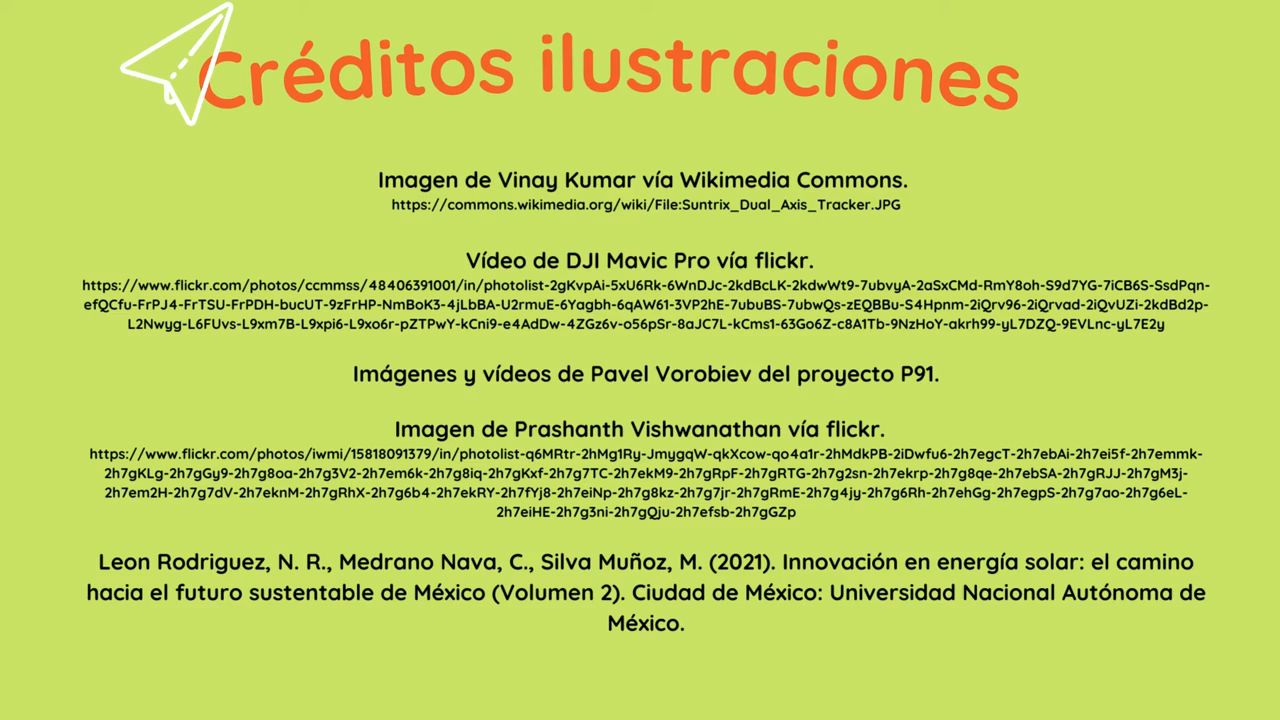 Créditos ilustraciones
Imagen de Vinay Kumar vía Wikimedia Commons.
https://commons.wikimedia.org/wiki/File:Suntrix_Dual_Axis_Tracker.JPG
Vídeo de DJI Mavic Pro vía flickr.
https://www.flickr.com/photos/ccmmss/48406391001/in/photolist-2gKvpAi-5xU6Rk-6WnDJc-2kdBcLK-2kdwWt9-7ubvyA-2aSxCMd-RmY8oh-S9d7YG-7iCB6S-SsdPqn-
efQCfu-FrPJ4-FrTSU-FrPDH-bucUT-9zFrHP-NmBoK3-4jLbBA-U2rmuE-6Yagbh-6qAW61-3VP2hE-7ubuBS-7ubwQs-zEQBBu-S4Hpnm-2iQrv96-2iQrvad-2iQvUZi-2kdBd2p-
L2Nwyg-L6FUvs-L9xm7B-L9xpi6-L9xo6r-pZTPwY-kCni9-e4AdDw-4ZGz6v-o56pSr-8aJC7L-kCms1-63Go6Z-c8A1Tb-9NzHoY-akrh99-yL7DZQ-9EVLnc-yL7E2y
Imágenes y vídeos de Pavel Vorobiev del proyecto P91.
Imagen de Prashanth Vishwanathan vía flickr.
https://www.flickr.com/photos/iwmi/15818091379/in/photolist-q6MRtr-2hMg1Ry-JmygqW-qkXcow-qo4a1r-2hMdkPB-2iDwfu6-2h7egcT-2h7ebAi-2h7ei5f-2h7emmk-
2h7gKLg-2h7gGy9-2h7g8oa-2h7g3V2-2h7em6k-2h7g8iq-2h7gKxf-2h7g7TC-2h7ekM9-2h7gRpF-2h7gRTG-2h7g2sn-2h7ekrp-2h7g8qe-2h7ebSA-2h7gRJJ-2h7gM3j-
2h7em2H-2h7g7dV-2h7eknM-2h7gRhX-2h7g6b4-2h7ekRY-2h7fYj8-2h7eiNp-2h7g8kz-2h7g7jr-2h7gRmE-2h7g4jy-2h7g6Rh-2h7ehGg-2h7egpS-2h7g7ao-2h7g6eL-
2h7eiHE-2h7g3ni-2h7gQju-2h7efsb-2h7gGZp
Leon Rodriguez, N. R., Medrano Nava, C., Silva Muñoz, M. (2021). Innovación en energía solar: el camino
hacia el futuro sustentable de México (Volumen 2). Ciudad de México: Universidad Nacional Autónoma de
México.